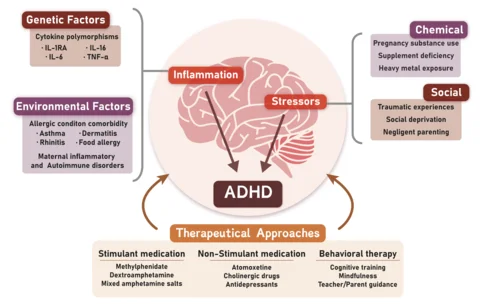 Genetic Factors
Cytokine polymorphisms
· IL-1RA · IL-16
· IL-6 · TNF-α
Environmental Factors
Allergic conditon comorbidity
· Asthma · Dermatitis
· Rhinitis · Food allergy
Maternal inflammatory
and Autoimmune disorders
Inflammation
Stressors
ADHD
Chemical
Pregnancy substance use
Supplement deficiency
Heavy metal exposure
Social
Traumatic experiences
Social deprivation
Negligent parenting
Therapeutical Approaches
Stimulant medication
Methylphenidate
Dextroamphetamine
Mixed amphetamine salts
Non-Stimulant medication
Atomoxetine
Cholinergic drugs
Antidepressants
Behavioral therapy
Cognitive training
Mindfulness
Teacher/Parent guidance